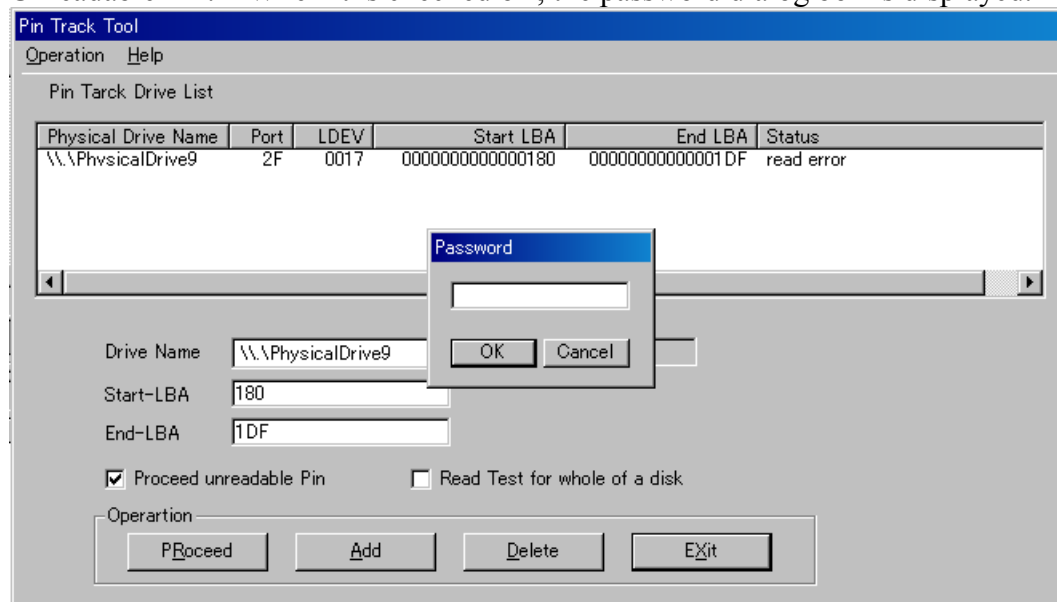 Pin Track Tool
Operation Help
Pin Tarck Drive List
Physical Drive Name Port LDEV Start LBA End LBA Status
\\.\PhysicalDrive9 2F 0017 0000000000000180 00000000000001DF read error
Password
OK Cancel
Drive Name \\.\PhysicalDrive9
Start-LBA 180
End-LBA 1DF
Proceed unreadable Pin Read Test for whole of a disk
Operartion
PRoceed Add Delete EXit